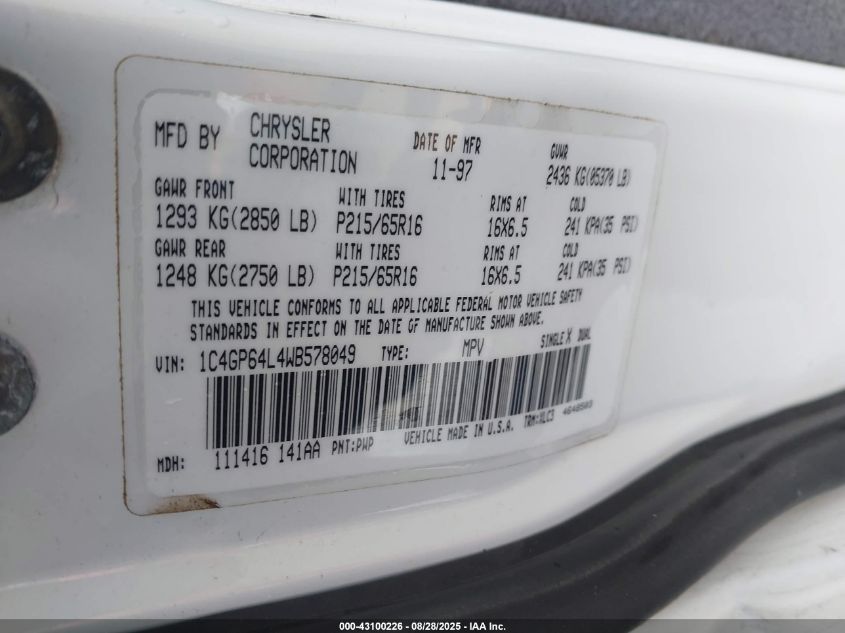 MFD BY CHRYSLER CORPORATION DATE OF MFR 11-97 GVWR 2436 KG(05370 LB)
GAWR FRONT WITH TIRES RIMS AT COLD
1293 KG(2850 LB) P215/65R16 16X6.5 241 KPA(35 PSI)
GAWR REAR WITH TIRES RIMS AT COLD
1248 KG(2750 LB) P215/65R16 16X6.5 241 KPA(35 PSI)
THIS VEHICLE CONFORMS TO ALL APPLICABLE FEDERAL MOTOR VEHICLE SAFETY
STANDARDS IN EFFECT ON THE DATE OF MANUFACTURE SHOWN ABOVE.
VIN: 1C4GP64L4WB578049 TYPE: MPV SINGLE X DUAL
MDH: 111416 141AA PNT:PWP VEHICLE MADE IN U.S.A. TRM:XLC3 4648503
000-43100226 - 08/28/2025 - IAA Inc.